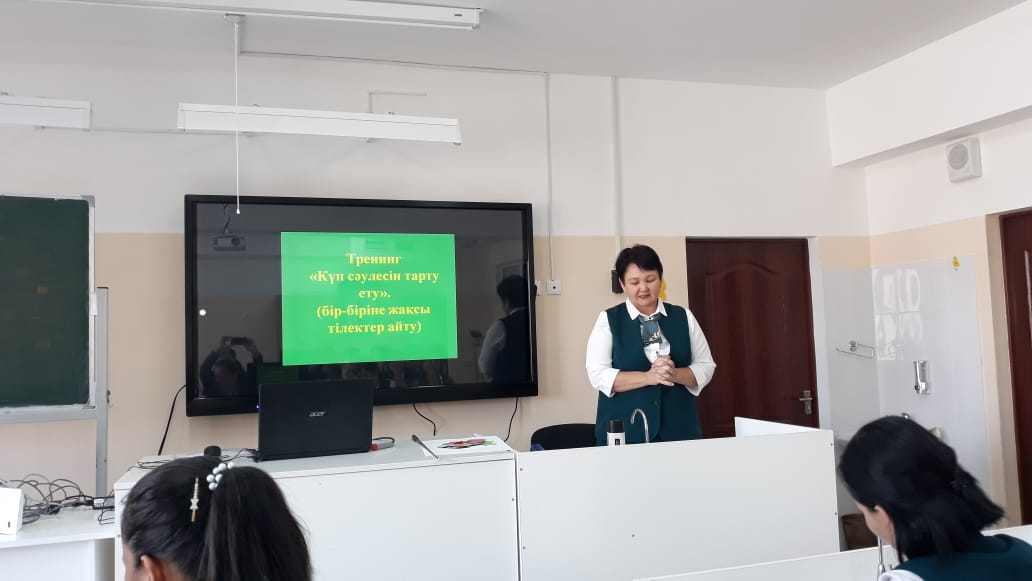 Тренинг
«Күн сәулесін тарту
ету».
(бір-біріне жақсы
тілектер айту)
acer